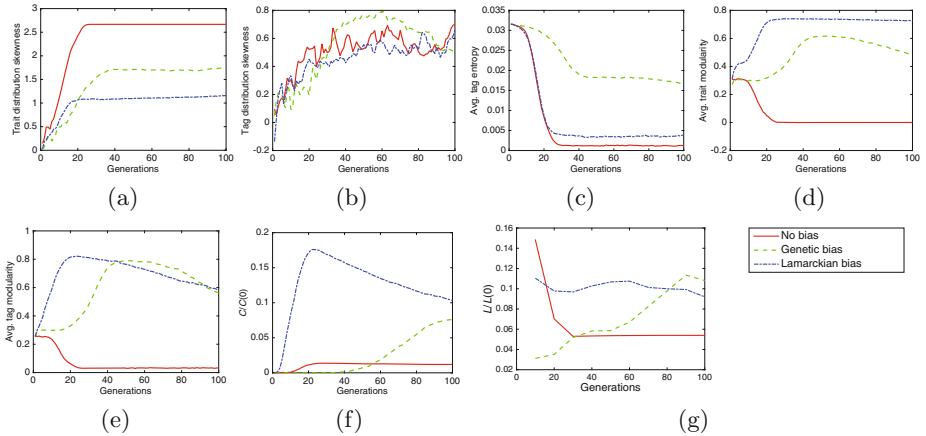 Trait distribution skewness
3
2.5
2
1.5
1
0.5
0
0 20 40 60 80 100
Generations
(a)
Tag distribution skewness
0.8
0.6
0.4
0.2
0
-0.2
0 20 40 60 80 100
Generations
(b)
Avg. tag entropy
0.035
0.03
0.025
0.02
0.015
0.01
0.005
0
0 20 40 60 80 100
Generations
(c)
Avg. trait modularity
0.8
0.6
0.4
0.2
0
-0.2
0 20 40 60 80 100
Generations
(d)
Avg. tag modularity
1
0.8
0.6
0.4
0.2
0
0 20 40 60 80 100
Generations
(e)
C/C(0)
0.2
0.15
0.1
0.05
0
0 20 40 60 80 100
Generations
(f)
L/L(0)
0.16
0.14
0.12
0.10
0.08
0.06
0.04
0.02
0 20 40 60 80 100
Generations
(g)
No bias
Genetic bias
Lamarckian bias